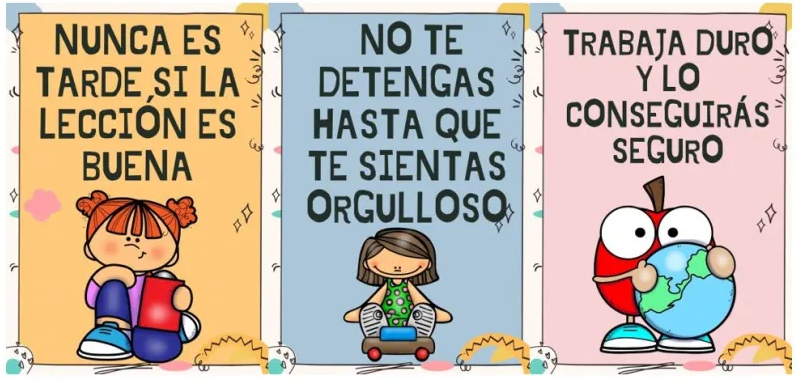 NUNCA ES
TARDE SI LA
LECCIÓN ES
BUENA
NO TE
DETENGAS
HASTA QUE
TE SIENTAS
ORGULLOSO
TRABAJA DURO
Y LO
CONSEGUIRÁS
SEGURO